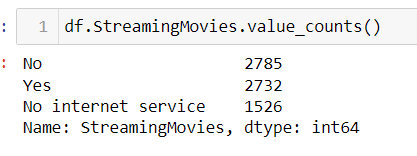 : 1 df.StreamingMovies.value_counts()
: No 2785
Yes 2732
No internet service 1526
Name: StreamingMovies, dtype: int64